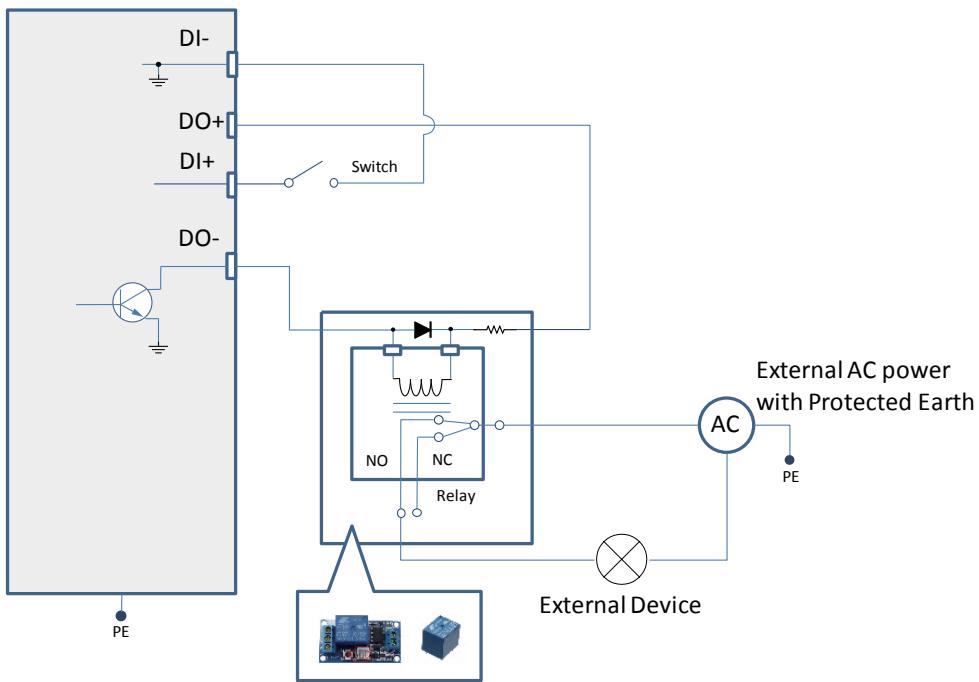 DI-
DO+
DI+
Switch
DO-
External AC power
with Protected Earth
AC
NO
NC
PE
Relay
External Device
PE